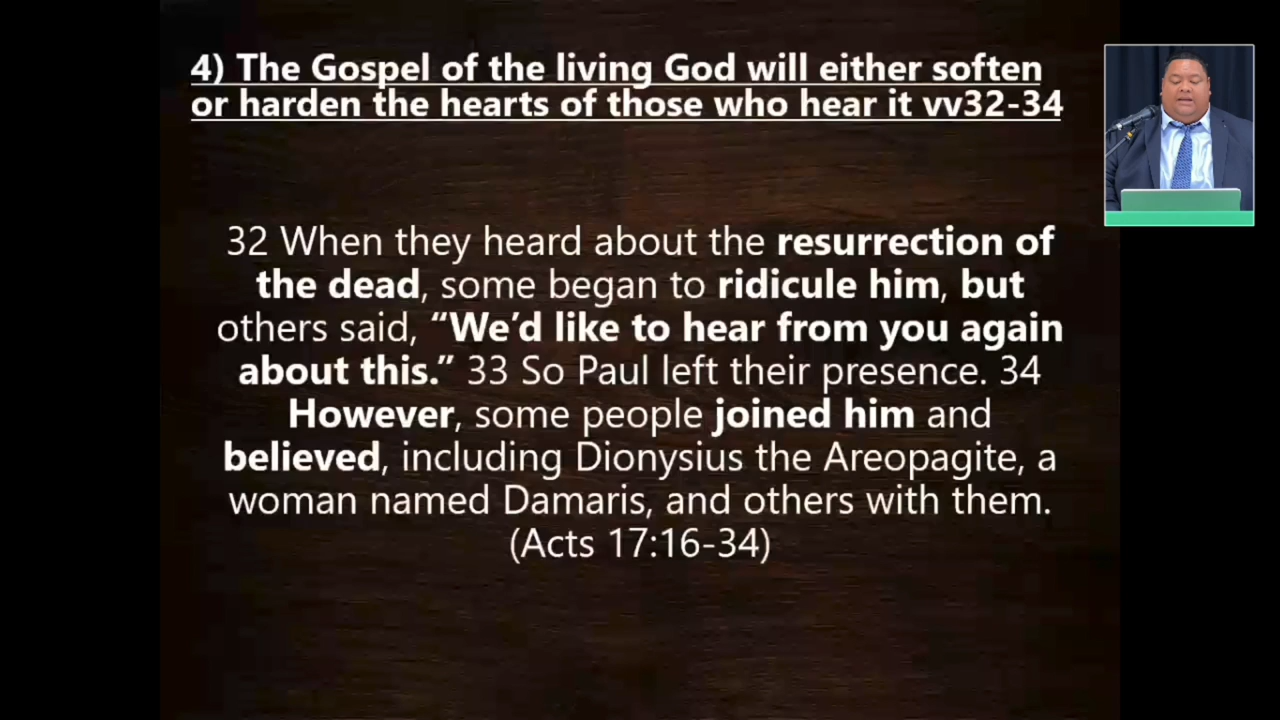 4) The Gospel of the living God will either soften
or harden the hearts of those who hear it vv32-34
32 When they heard about the resurrection of
the dead, some began to ridicule him, but
others said, “We’d like to hear from you again
about this.” 33 So Paul left their presence. 34
However, some people joined him and
believed, including Dionysius the Areopagite, a
woman named Damaris, and others with them.
(Acts 17:16-34)